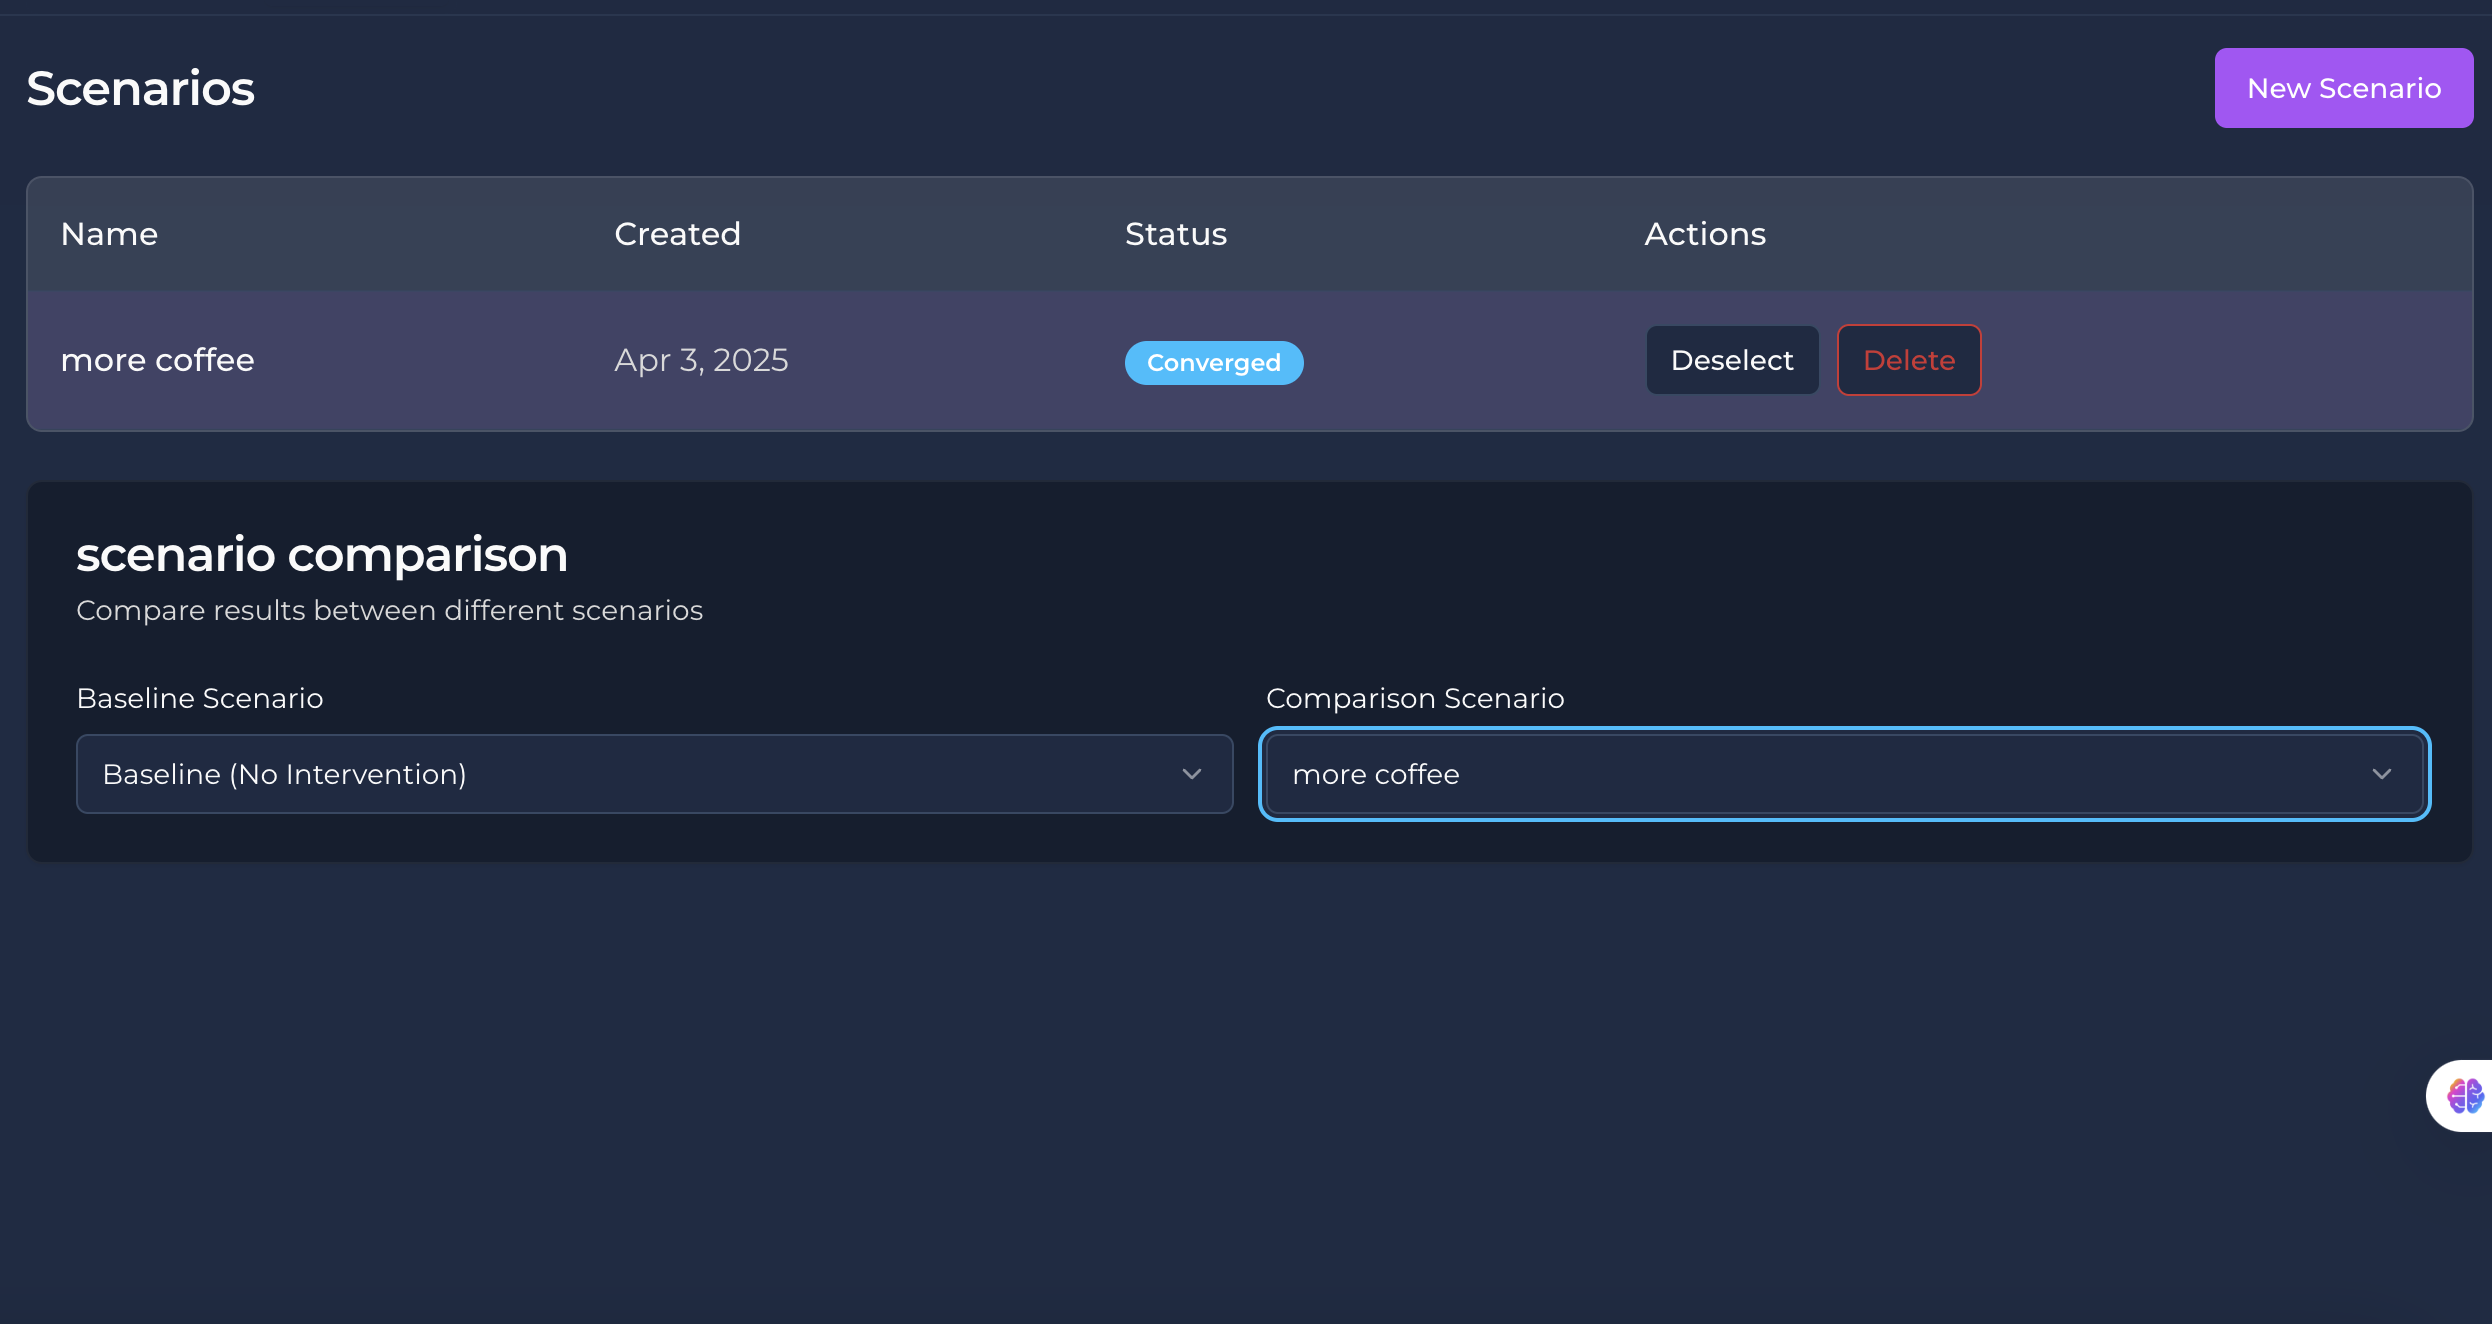 Scenarios
New Scenario
Name Created Status Actions
more coffee Apr 3, 2025 Converged Deselect Delete
scenario comparison
Compare results between different scenarios
Baseline Scenario Comparison Scenario
Baseline (No Intervention) more coffee